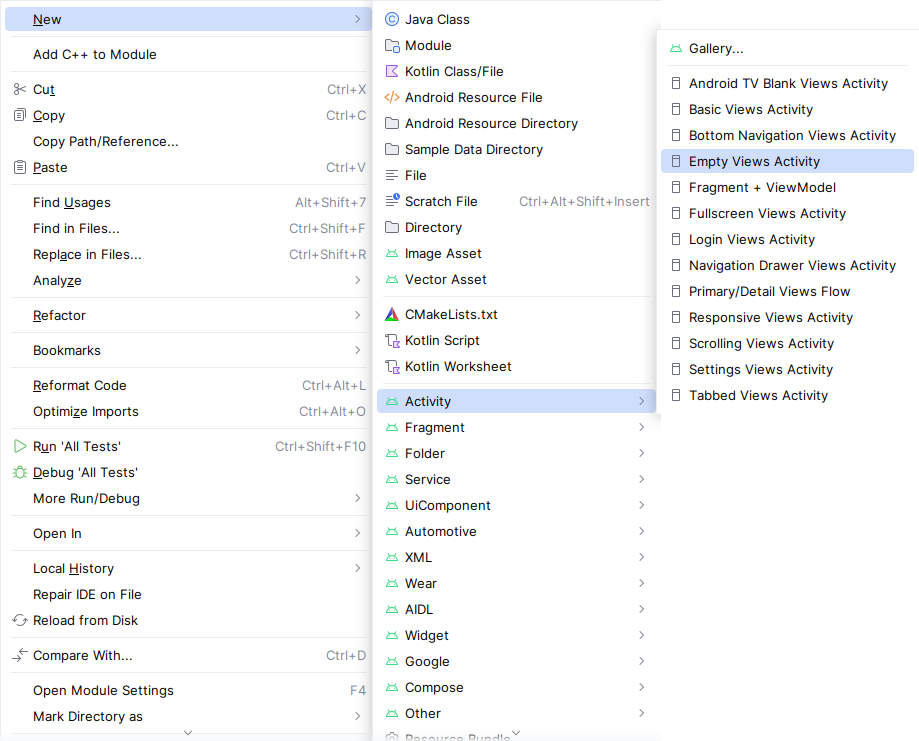 New
Add C++ to Module
Cut Ctrl+X
Copy Ctrl+C
Copy Path/Reference...
Paste Ctrl+V
Find Usages Alt+Shift+7
Find in Files... Ctrl+Shift+F
Replace in Files... Ctrl+Shift+R
Analyze
Refactor
Bookmarks
Reformat Code Ctrl+Alt+L
Optimize Imports Ctrl+Alt+O
Run 'All Tests' Ctrl+Shift+F10
Debug 'All Tests'
More Run/Debug
Open In
Local History
Repair IDE on File
Reload from Disk
Compare With... Ctrl+D
Open Module Settings F4
Mark Directory as
Java Class
Module
Kotlin Class/File
Android Resource File
Android Resource Directory
Sample Data Directory
File
Scratch File Ctrl+Alt+Shift+Insert
Directory
Image Asset
Vector Asset
CMakeLists.txt
Kotlin Script
Kotlin Worksheet
Activity
Fragment
Folder
Service
UiComponent
Automotive
XML
Wear
AIDL
Widget
Google
Compose
Other
Resource Bundle
Gallery...
Android TV Blank Views Activity
Basic Views Activity
Bottom Navigation Views Activity
Empty Views Activity
Fragment + ViewModel
Fullscreen Views Activity
Login Views Activity
Navigation Drawer Views Activity
Primary/Detail Views Flow
Responsive Views Activity
Scrolling Views Activity
Settings Views Activity
Tabbed Views Activity